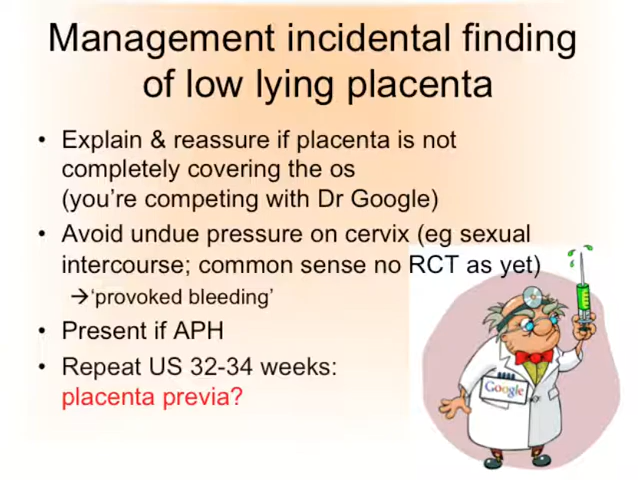 Management incidental finding
of low lying placenta
• Explain & reassure if placenta is not
completely covering the os
(you're competing with Dr Google)
• Avoid undue pressure on cervix (eg sexual
intercourse; common sense no RCT as yet)
→'provoked bleeding'
• Present if APH
• Repeat US 32-34 weeks:
placenta previa?
Google